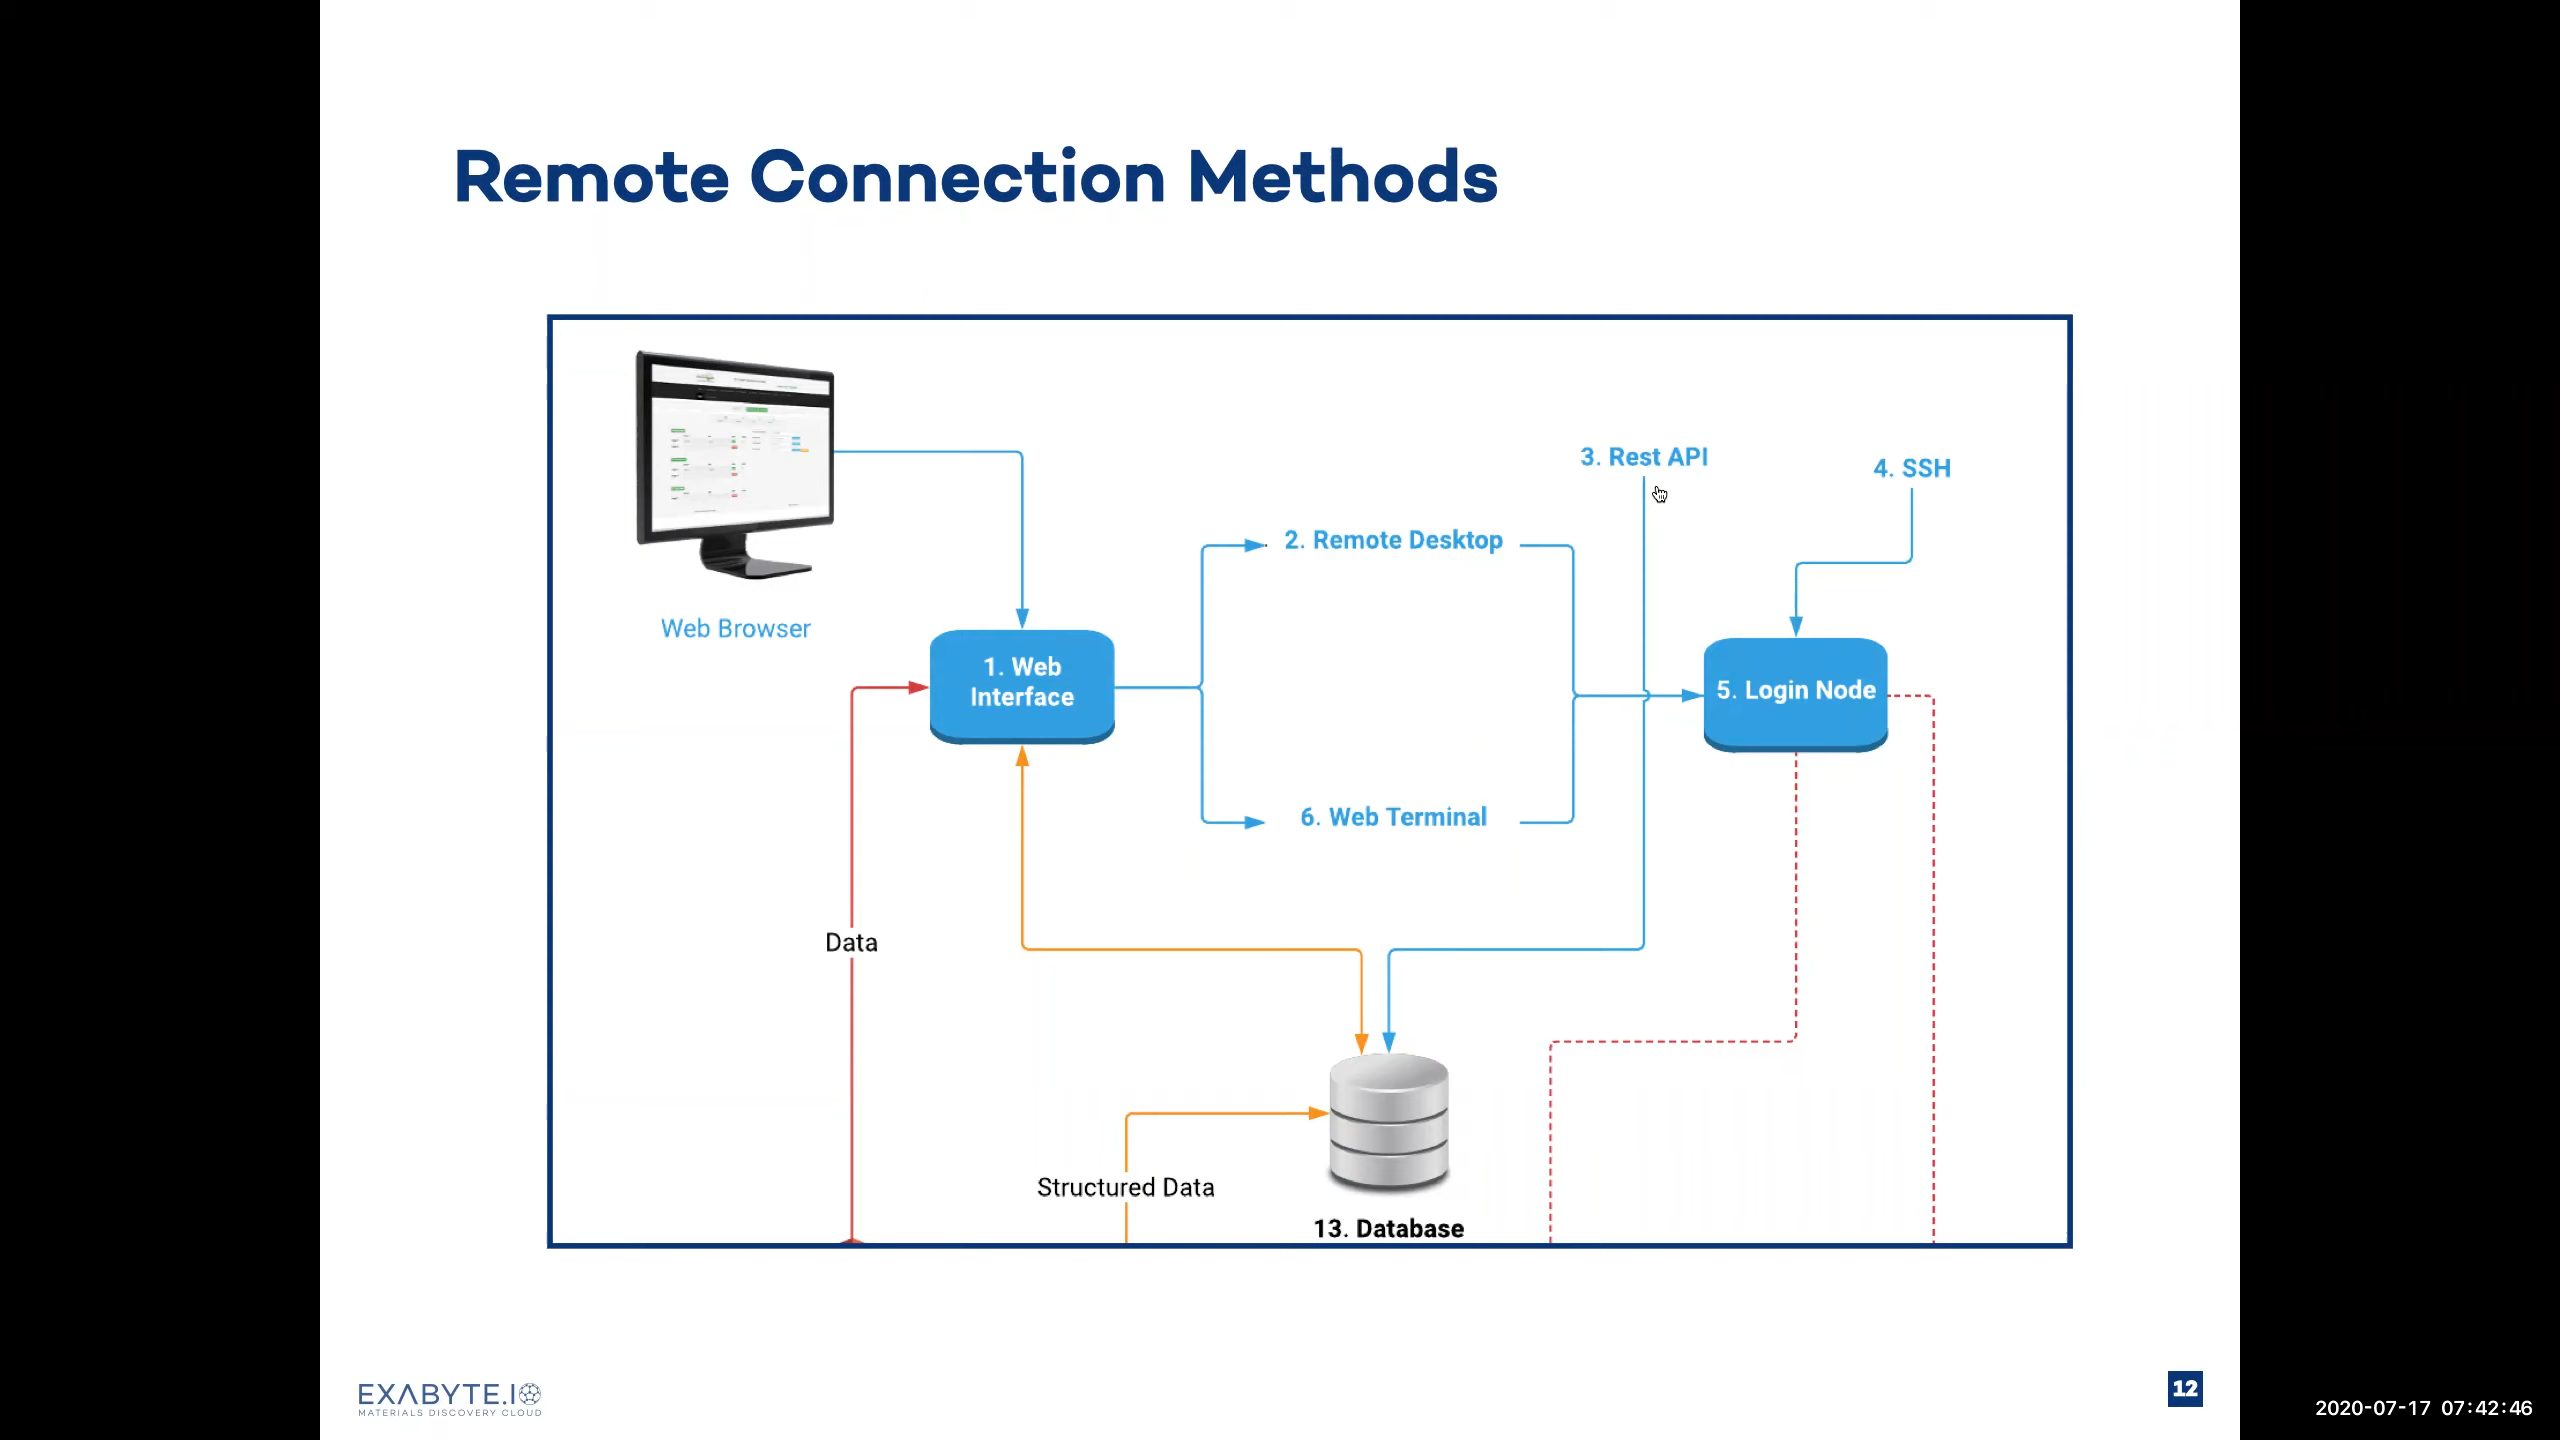 Remote Connection Methods
Web Browser
1. Web
Interface
2. Remote Desktop
3. Rest API
4. SSH
5. Login Node
6. Web Terminal
Data
Structured Data
13. Database
EXABYTE.IO
MATERIALS DISCOVERY CLOUD
12
2020-07-17 07:42:46